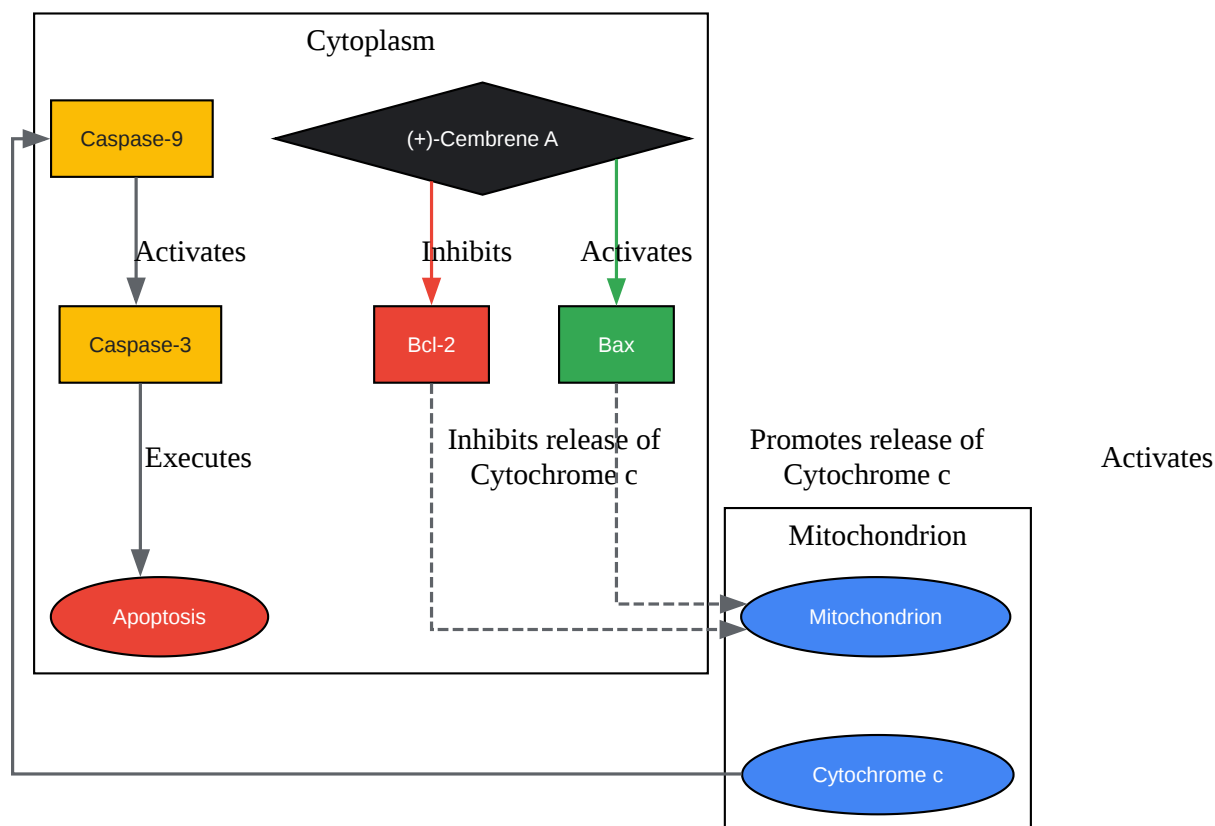 Cytoplasm
Caspase-9
(+)-Cembrene A
Activates
Inhibits
Activates
Caspase-3
Bcl-2
Bax
Executes
Inhibits release of
Cytochrome c
Promotes release of
Cytochrome c
Activates
Mitochondrion
Apoptosis
Mitochondrion
Cytochrome c